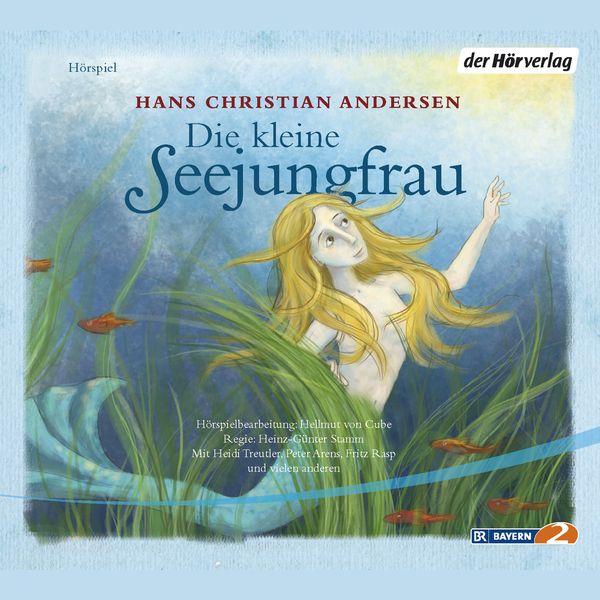 Hörspiel
der Hörverlag
HANS CHRISTIAN ANDERSEN
Die kleine
Seejungfrau
Hörspielbearbeitung: Hellmut von Cube
Regie: Heinz-Günter Stamm
Mit Heidi Treutler, Peter Arens, Fritz Rasp
und vielen anderen
BR BAYERN 2